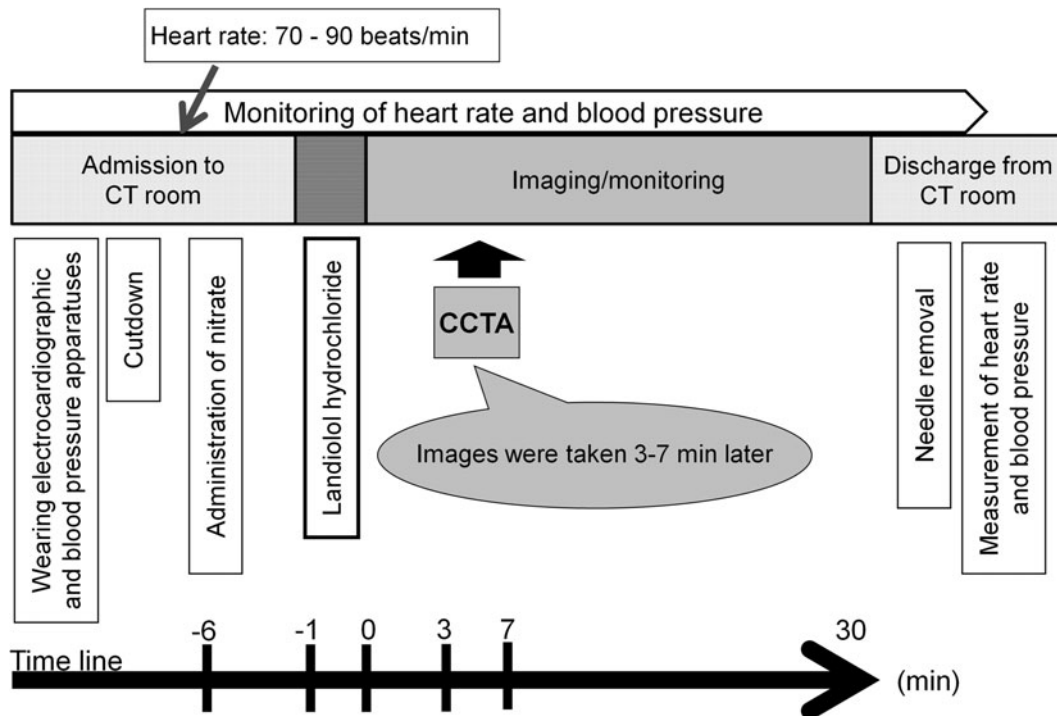 Heart rate: 70 - 90 beats/min
Monitoring of heart rate and blood pressure
Admission to
CT room
Imaging/monitoring
Discharge from
CT room
Wearing electrocardiographic
and blood pressure apparatuses
Cutdown
Administration of nitrate
Landiolol hydrochloride
CCTA
Images were taken 3-7 min later
Needle removal
Measurement of heart rate
and blood pressure
-6 -1 0 3 7 30
Time line
(min)